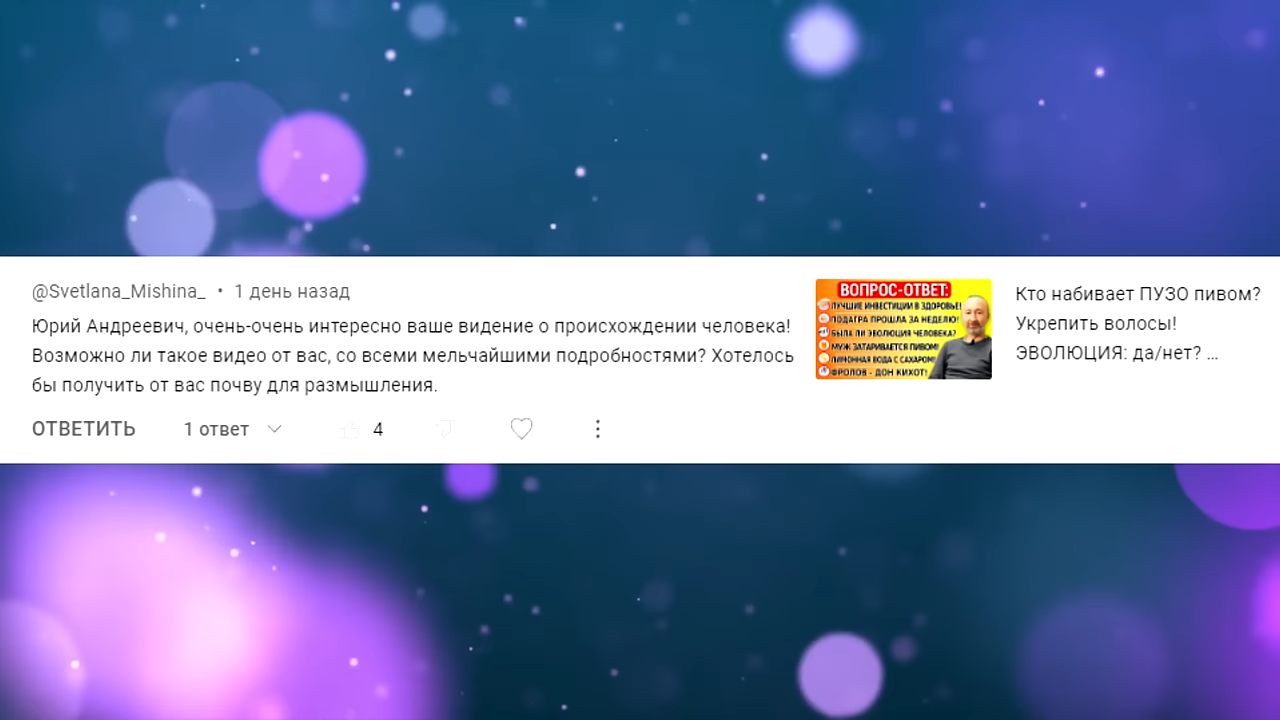 @Svetlana_Mishina_ • 1 день назад
Юрий Андреевич, очень-очень интересно ваше видение о происхождении человека!
Возможно ли такое видео от вас, со всеми мельчайшими подробностями? Хотелось
бы получить от вас почву для размышления.
ОТВЕТИТЬ 1 ответ 4
ВОПРОС-ОТВЕТ:
ЛУЧШИЕ ИНВЕСТИЦИИ В ЗДОРОВЬЕ!
ПОДАГРА ПРОШЛА ЗА НЕДЕЛЮ!
БЫЛА ЛИ ЭВОЛЮЦИЯ ЧЕЛОВЕКА?
МУЖ ЗАТАРИВАЕТСЯ ПИВОМ!
ЛИМОННАЯ ВОДА С САХАРОМ!
ФРОЛОВ - ДОН КИХОТ!
Кто набивает ПУЗО пивом?
Укрепить волосы!
ЭВОЛЮЦИЯ: да/нет? ...